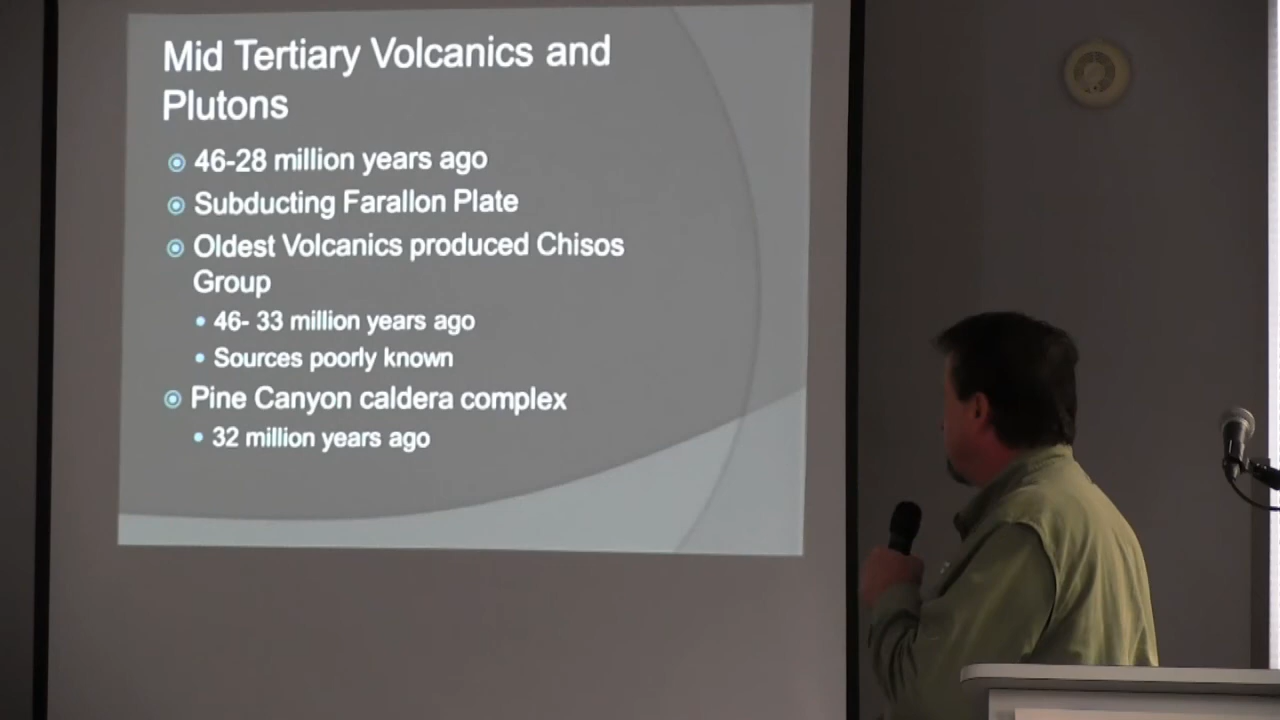 Mid Tertiary Volcanics and
Plutons
46-28 million years ago
Subducting Farallon Plate
Oldest Volcanics produced Chisos
Group
46- 33 million years ago
Sources poorly known
Pine Canyon caldera complex
32 million years ago